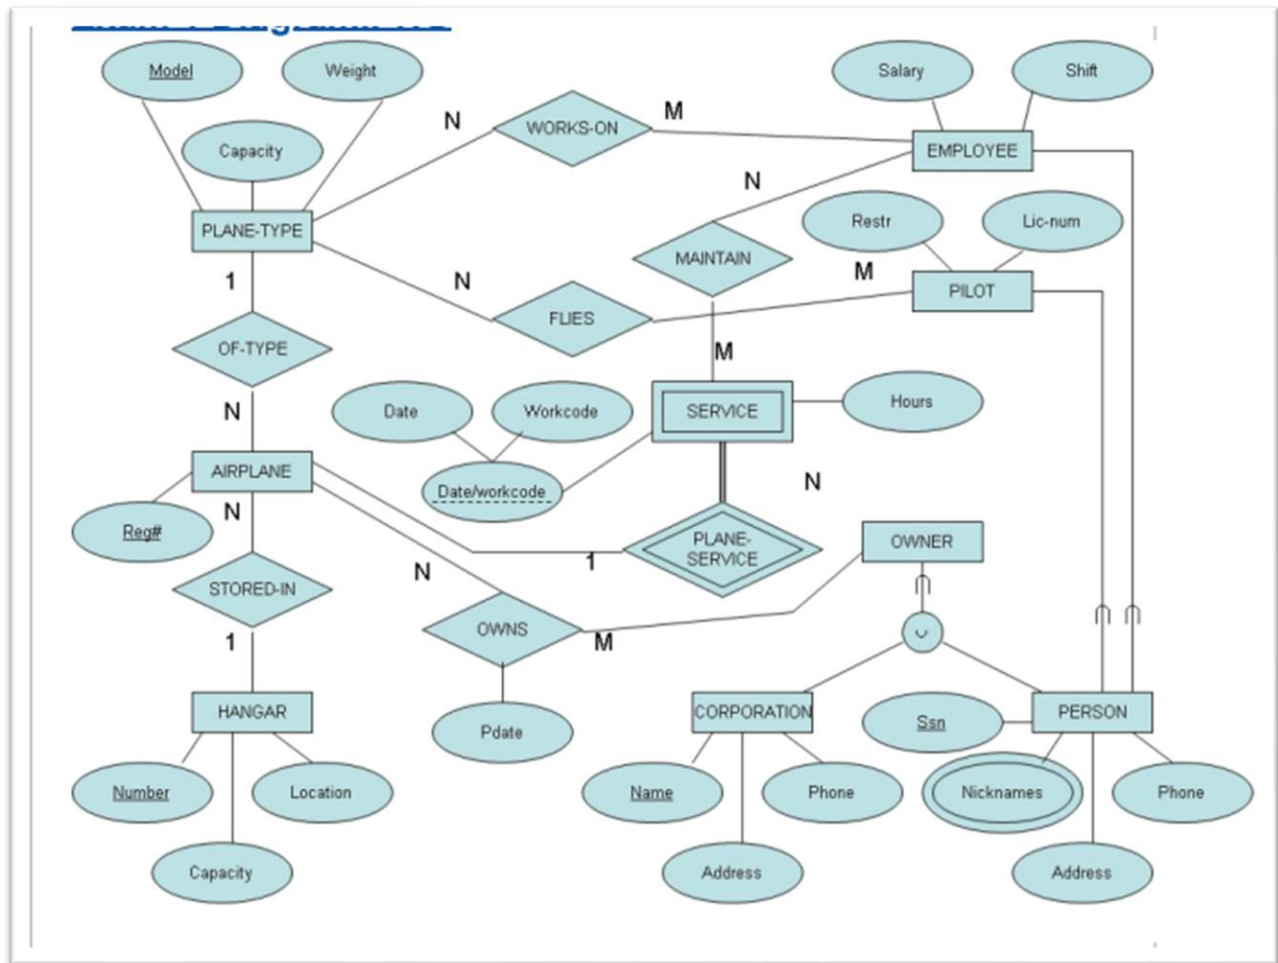 Model
Weight
Salary
Shift
N
M
WORKS-ON
Capacity
EMPLOYEE
N
PLANE-TYPE
Restr
Lic-num
MAINTAIN
1
N
M
PILOT
FLIES
OF-TYPE
M
N
Date
Workcode
SERVICE
Hours
AIRPLANE
Date/workcode
N
N
Reg#
PLANE-
SERVICE
OWNER
1
N
STORED-IN
OWNS
M
∪
1
HANGAR
CORPORATION
PERSON
Ssn
Pdate
Number
Location
Name
Phone
Nicknames
Phone
Capacity
Address
Address